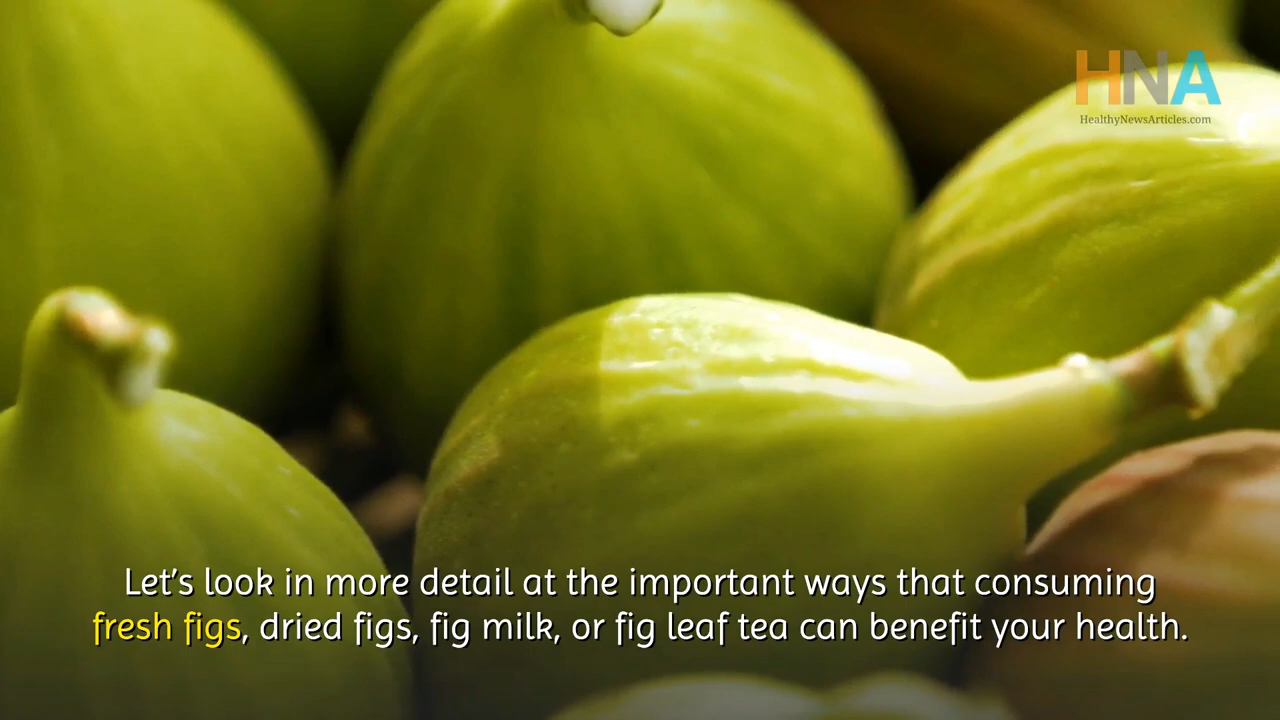 HNA
HealthyNewsArticles.com
Let's look in more detail at the important ways that consuming
fresh figs, dried figs, fig milk, or fig leaf tea can benefit your health.